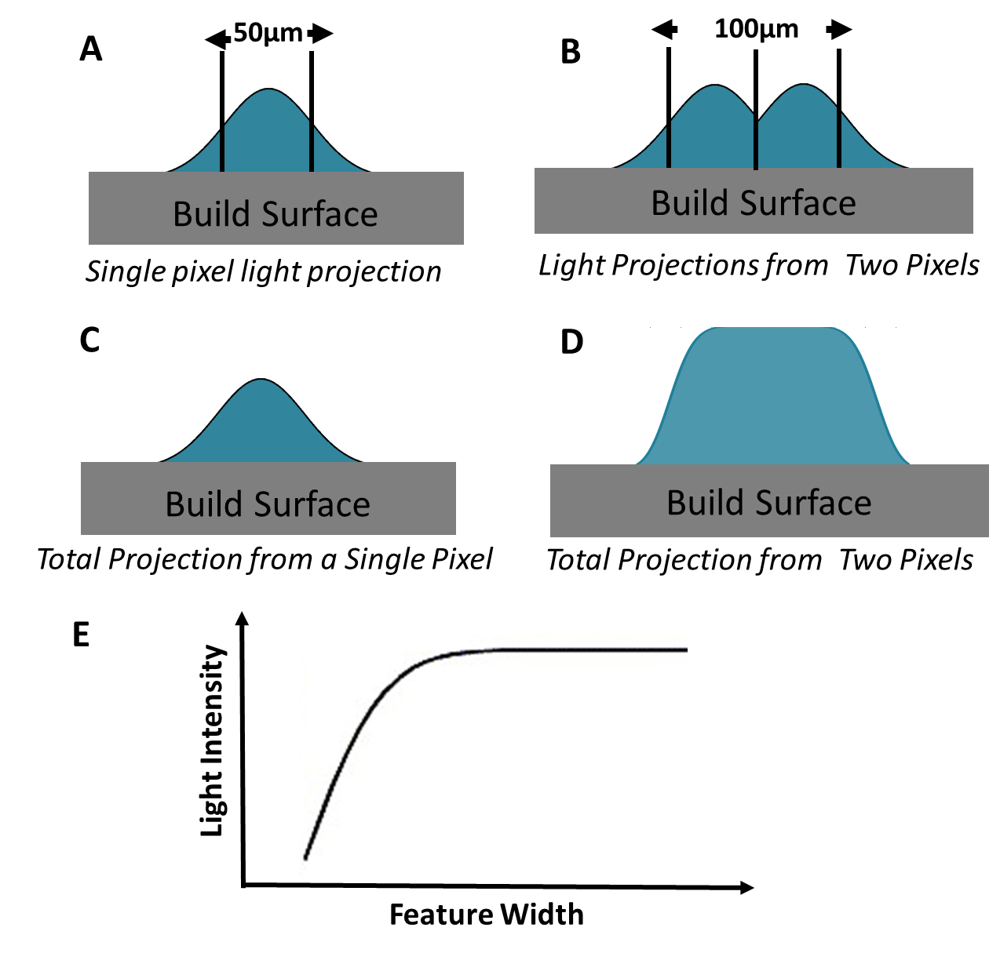 A
50µm
B
100µm
Build Surface
Build Surface
Single pixel light projection
Light Projections from Two Pixels
C
D
Build Surface
Build Surface
Total Projection from a Single Pixel
Total Projection from Two Pixels
E
Light Intensity
Feature Width